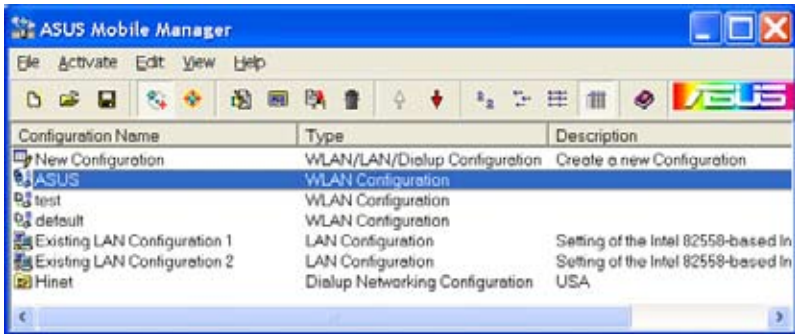 ASUS Mobile Manager
File Activate Edit View Help
ASUS
Configuration Name Type Description
New Configuration WLAN/LAN/Dialup Configuration Create a new Configuration
ASUS WLAN Configuration
test WLAN Configuration
default WLAN Configuration
Existing LAN Configuration 1 LAN Configuration Setting of the Intel 82558-based In
Existing LAN Configuration 2 LAN Configuration Setting of the Intel 82558-based In
Hinet Dialup Networking Configuration USA